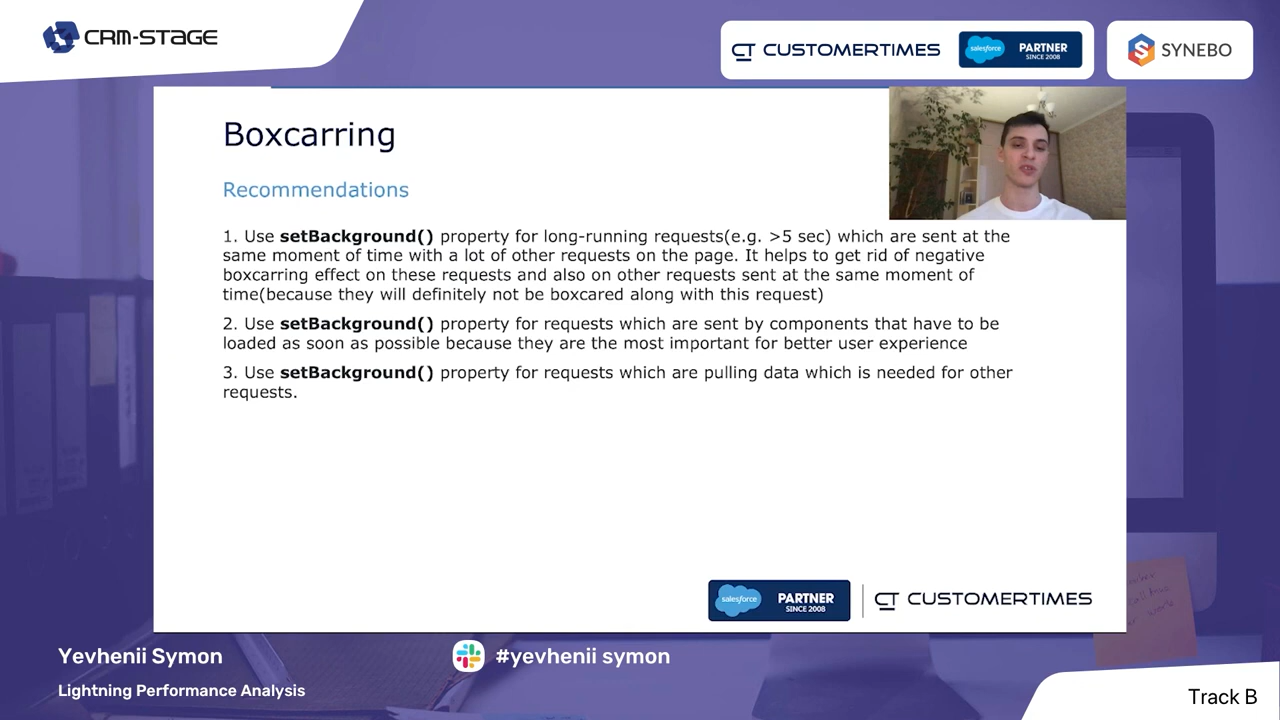 CRM-STAGE
CUSTOMERTIMES
salesforce
PARTNER
SINCE 2008
SYNEBO
Boxcarring
Recommendations
1. Use setBackground() property for long-running requests(e.g. >5 sec) which are sent at the
same moment of time with a lot of other requests on the page. It helps to get rid of negative
boxcarring effect on these requests and also on other requests sent at the same moment of
time(because they will definitely not be boxcared along with this request)
2. Use setBackground() property for requests which are sent by components that have to be
loaded as soon as possible because they are the most important for better user experience
3. Use setBackground() property for requests which are pulling data which is needed for other
requests.
salesforce
PARTNER
SINCE 2008
CUSTOMERTIMES
Yevhenii Symon
#yevhenii symon
Lightning Performance Analysis
Track B